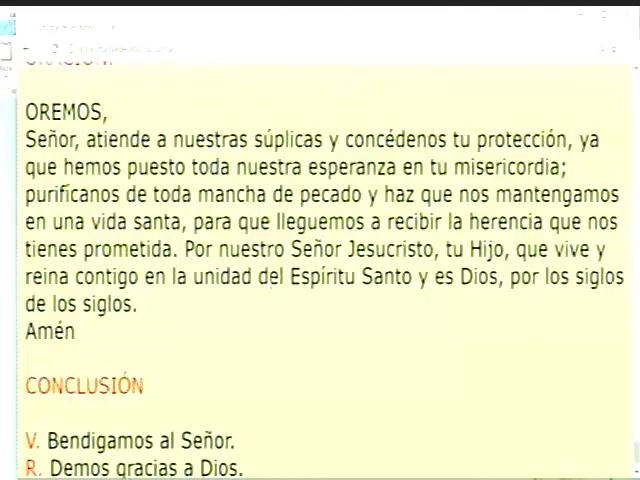 OREMOS,
Señor, atiende a nuestras súplicas y concédenos tu protección, ya
que hemos puesto toda nuestra esperanza en tu misericordia;
purifícanos de toda mancha de pecado y haz que nos mantengamos
en una vida santa, para que lleguemos a recibir la herencia que nos
tienes prometida. Por nuestro Señor Jesucristo, tu Hijo, que vive y
reina contigo en la unidad del Espíritu Santo y es Dios, por los siglos
de los siglos.
Amén
CONCLUSIÓN
V. Bendigamos al Señor.
R. Demos gracias a Dios.